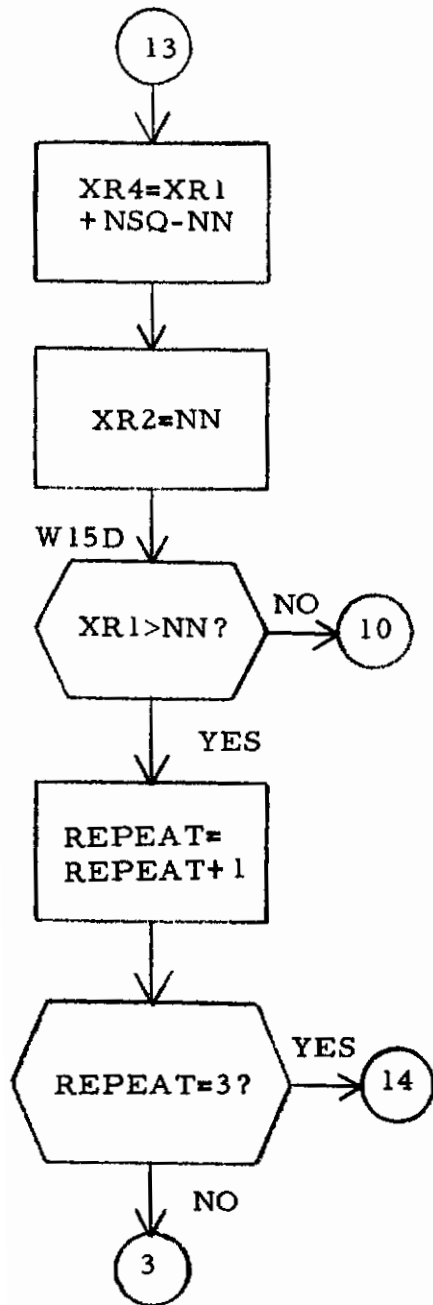 13
XR4=XR1
+NSQ-NN
XR2=NN
W15D
XR1>NN?
NO
10
YES
REPEAT=
REPEAT+1
REPEAT=3?
YES
14
NO
3